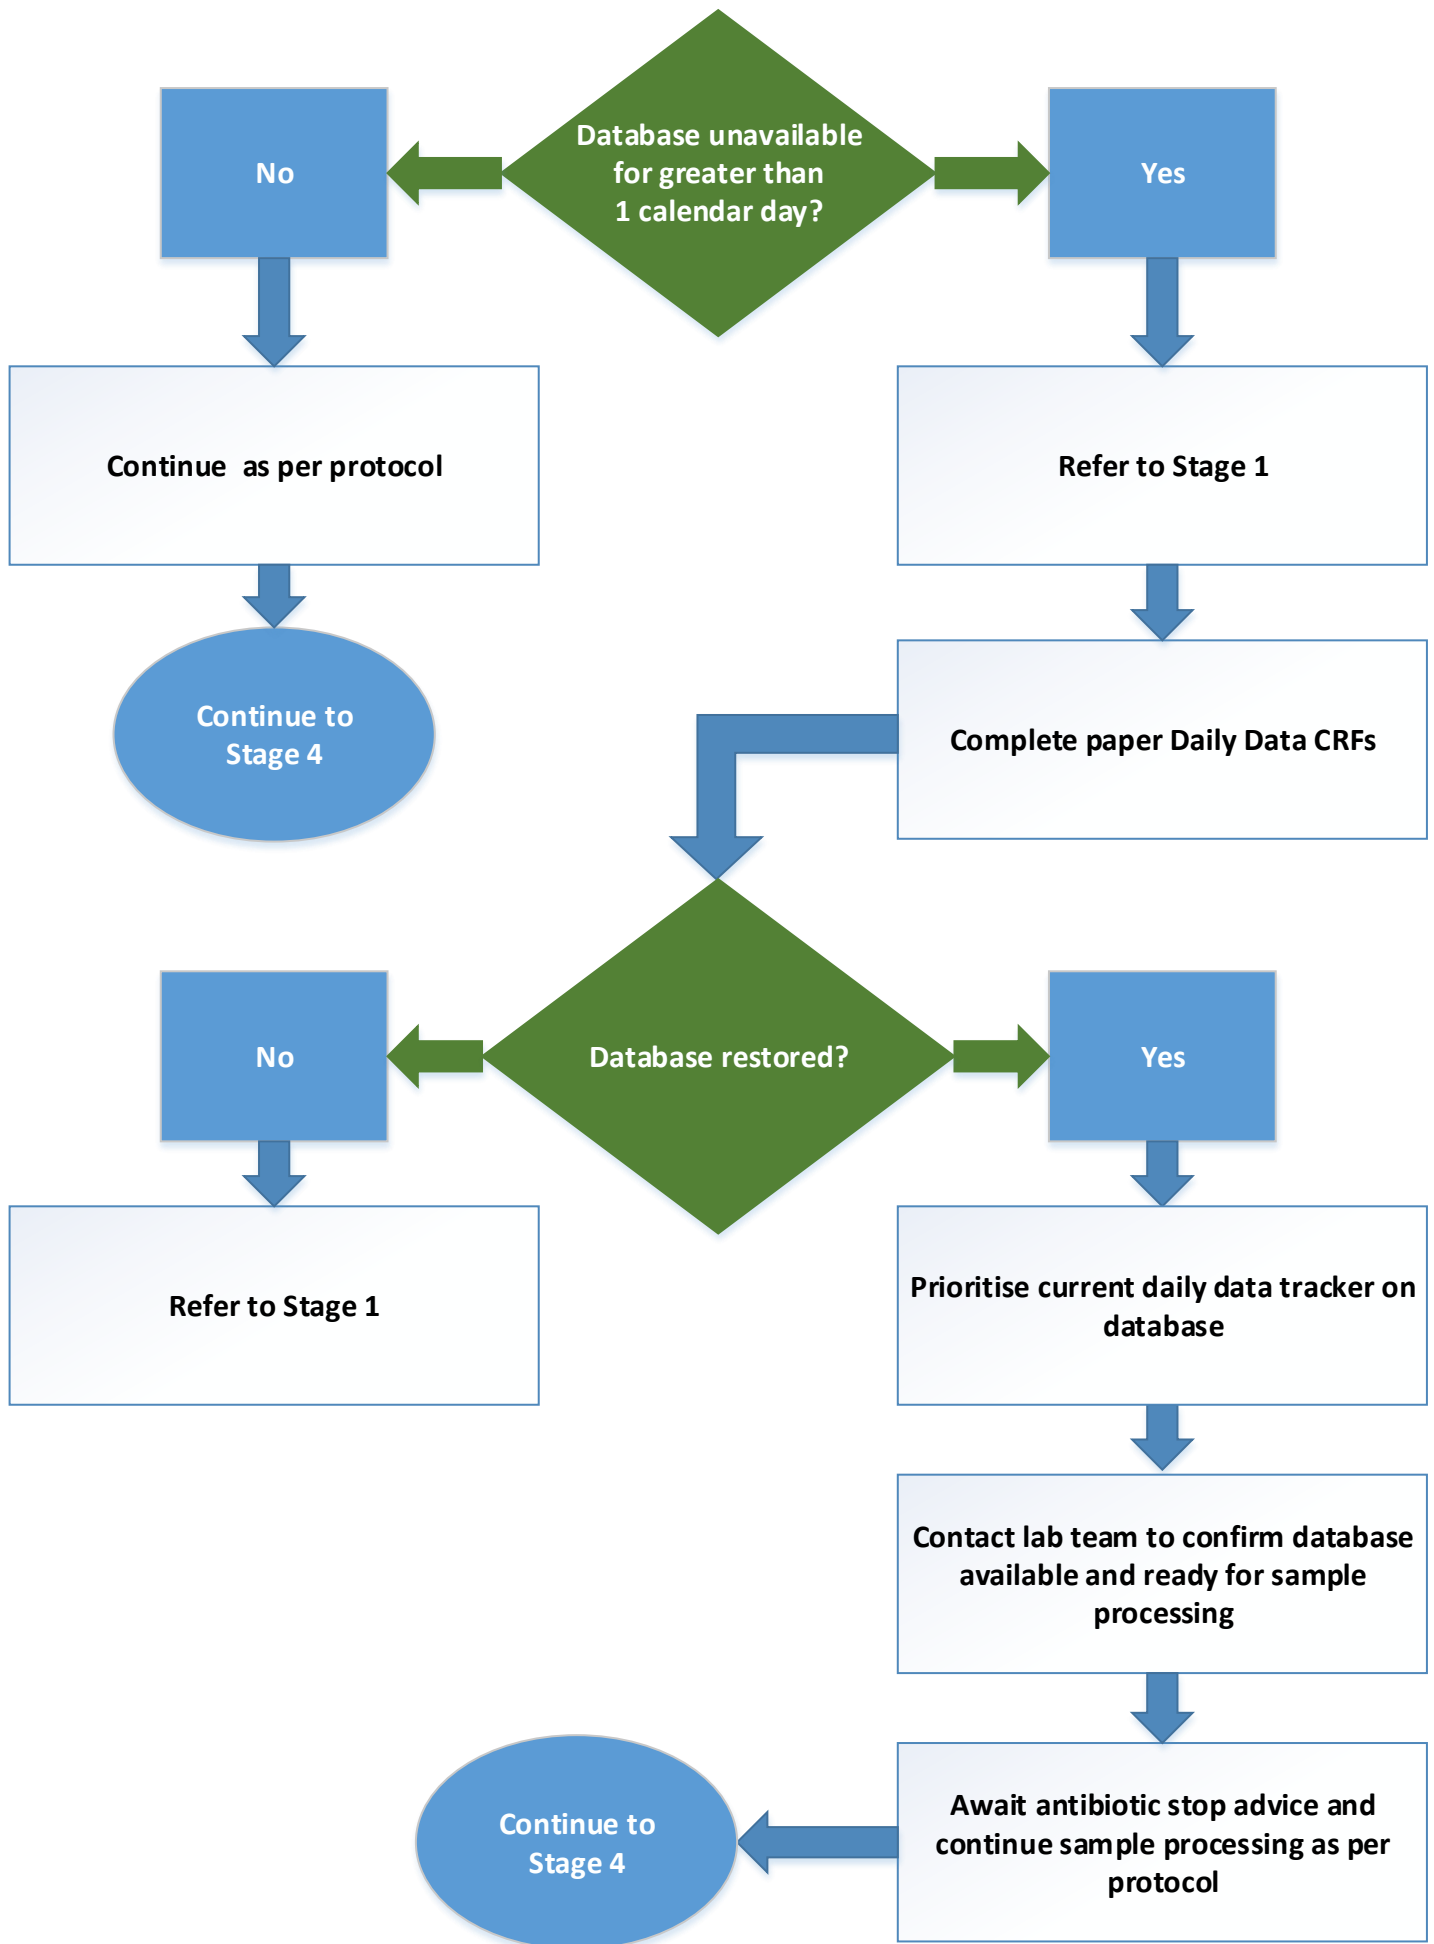 Database unavailable
for greater than
1 calendar day?
No
Yes
Continue as per protocol
Refer to Stage 1
Continue to
Stage 4
Complete paper Daily Data CRFs
Database restored?
No
Yes
Refer to Stage 1
Prioritise current daily data tracker on
database
Contact lab team to confirm database
available and ready for sample
processing
Await antibiotic stop advice and
continue sample processing as per
protocol
Continue to
Stage 4